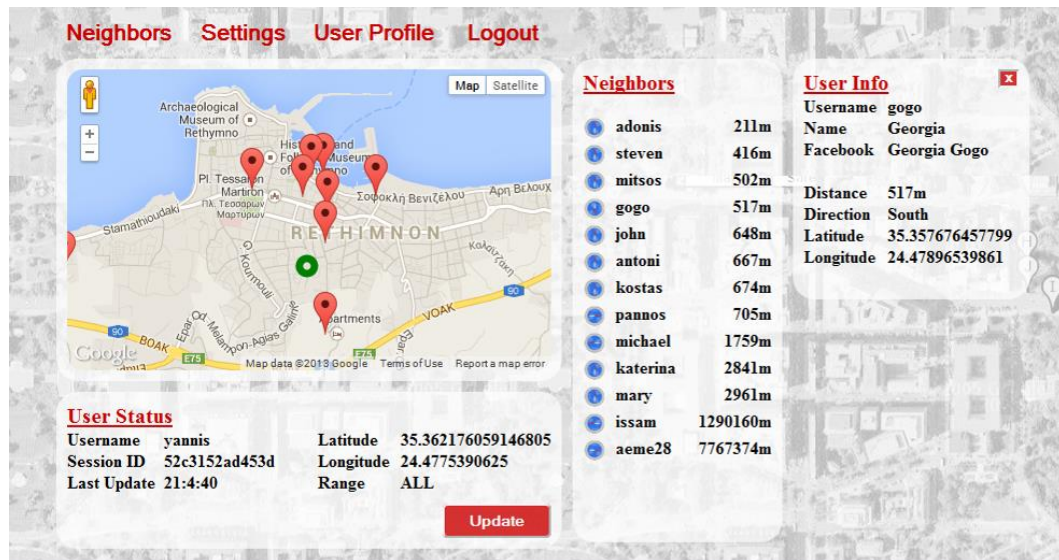 Neighbors Settings User Profile Logout
Map Satellite
Archaeological
Museum of
Rethymno
Pl. Tessaron
Martiron
Πλ. Τεσσάρων
Μαρτύρων
Σοφοκλή Βενιζέλου
Stamathioudaki
RETHIMNON
G. Kourmouli
90
Apartments
VOAK
90
BOAK
E75
E75
Google
Map data ©2013 Google Terms of Use Report a map error
User Status
Username yannis
Session ID 52c3152ad453d
Last Update 21:4:40
Latitude 35.362176059146805
Longitude 24.4775390625
Range ALL
Update
Neighbors
adonis 211m
steven 416m
mitsos 502m
gogo 517m
john 648m
antoni 667m
kostas 674m
pannos 705m
michael 1759m
katerina 2841m
mary 2961m
issam 1290160m
aeme28 7767374m
User Info
x
Username gogo
Name Georgia
Facebook Georgia Gogo
Distance 517m
Direction South
Latitude 35.357676457799
Longitude 24.47896539861